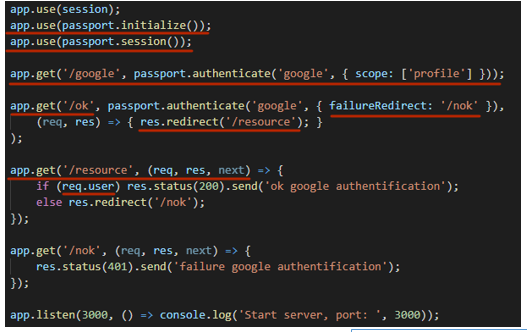 app.use(session);
app.use(passport.initialize());
app.use(passport.session());
app.get('/google', passport.authenticate('google', { scope: ['profile'] }));
app.get('/ok', passport.authenticate('google', { failureRedirect: '/nok' }),
(req, res) => { res.redirect('/resource'); }
);
app.get('/resource', (req, res, next) => {
if (req.user) res.status(200).send('ok google authentification');
else res.redirect('/nok');
});
app.get('/nok', (req, res, next) => {
res.status(401).send('failure google authentification');
});
app.listen(3000, () => console.log('Start server, port: ', 3000));